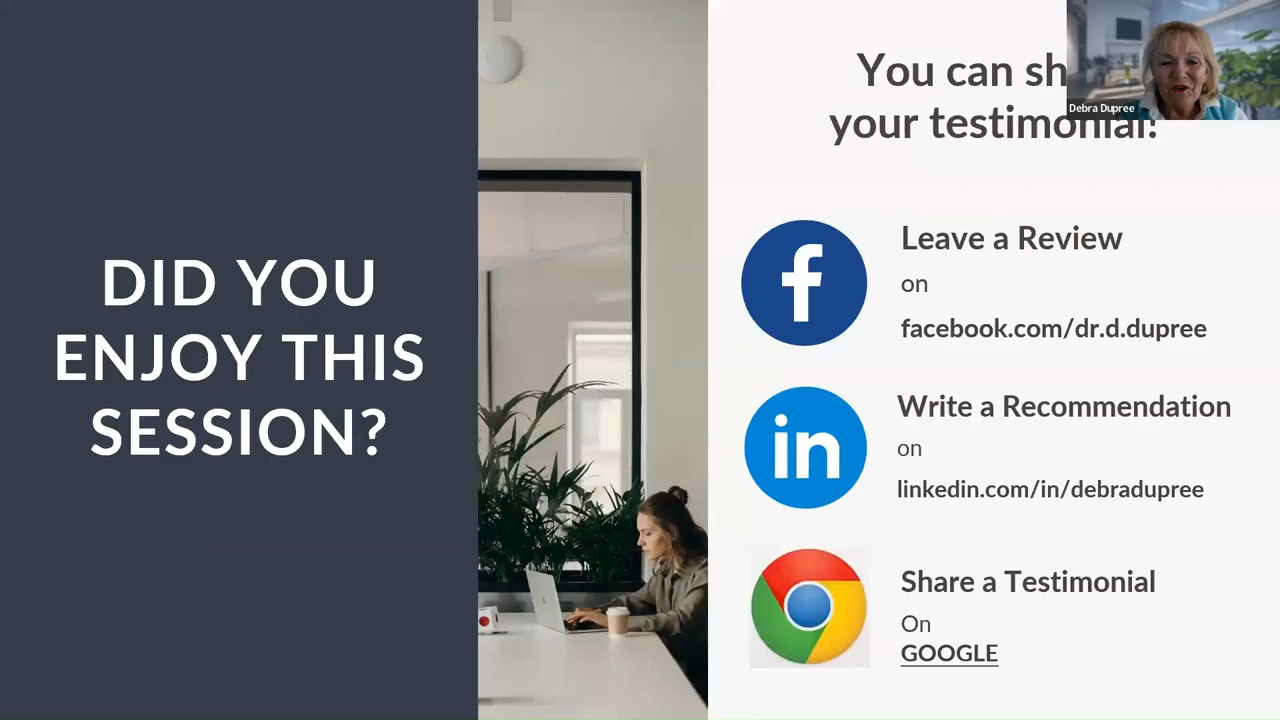 DID YOU
ENJOY THIS
SESSION?
You can sh
your testimonial!
Debra Dupree
Leave a Review
on
facebook.com/dr.d.dupree
Write a Recommendation
on
linkedin.com/in/debradupree
Share a Testimonial
On
GOOGLE